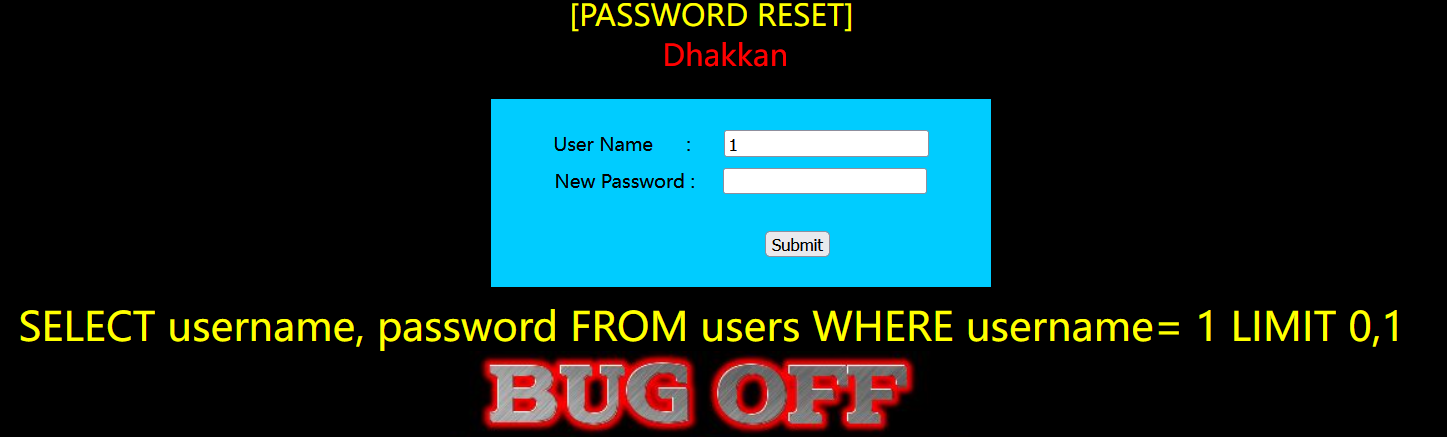 [PASSWORD RESET]
Dhakkan
User Name : 1
New Password :
Submit
SELECT username, password FROM users WHERE username= 1 LIMIT 0,1
BUG OFF